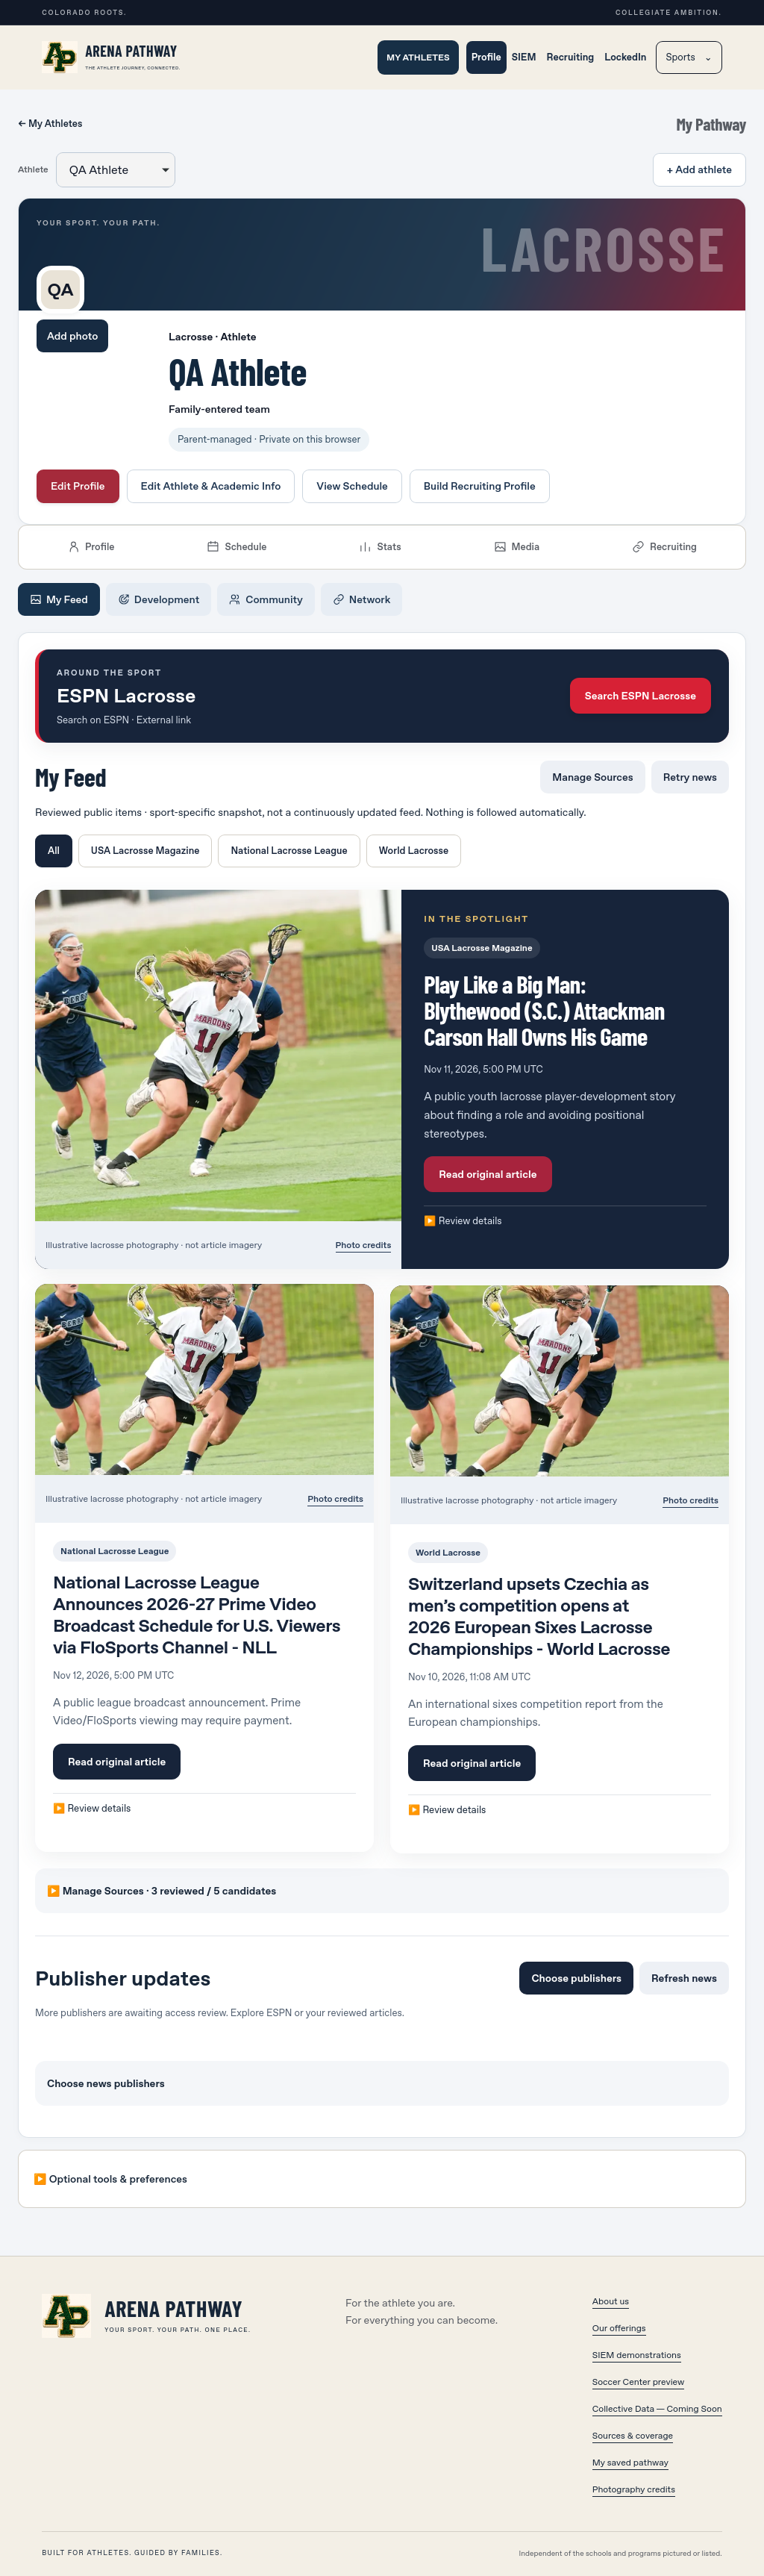 COLORADO ROOTS.
COLLEGIATE AMBITION.
AP
ARENA PATHWAY
THE ATHLETE JOURNEY, CONNECTED.
MY ATHLETES
Profile
SIEM
Recruiting
LockedIn
Sports
← My Athletes
My Pathway
Athlete
QA Athlete
+ Add athlete
YOUR SPORT. YOUR PATH.
LACROSSE
QA
Add photo
Lacrosse · Athlete
QA Athlete
Family-entered team
Parent-managed · Private on this browser
Edit Profile
Edit Athlete & Academic Info
View Schedule
Build Recruiting Profile
Profile
Schedule
Stats
Media
Recruiting
My Feed
Development
Community
Network
AROUND THE SPORT
ESPN Lacrosse
Search on ESPN · External link
Search ESPN Lacrosse
My Feed
Manage Sources
Retry news
Reviewed public items · sport-specific snapshot, not a continuously updated feed. Nothing is followed automatically.
All
USA Lacrosse Magazine
National Lacrosse League
World Lacrosse
MAROONS
11
Illustrative lacrosse photography · not article imagery
Photo credits
IN THE SPOTLIGHT
USA Lacrosse Magazine
Play Like a Big Man:
Blythewood (S.C.) Attackman
Carson Hall Owns His Game
Nov 11, 2026, 5:00 PM UTC
A public youth lacrosse player-development story
about finding a role and avoiding positional
stereotypes.
Read original article
Review details
MAROONS
11
Illustrative lacrosse photography · not article imagery
Photo credits
National Lacrosse League
National Lacrosse League
Announces 2026-27 Prime Video
Broadcast Schedule for U.S. Viewers
via FloSports Channel - NLL
Nov 12, 2026, 5:00 PM UTC
A public league broadcast announcement. Prime
Video/FloSports viewing may require payment.
Read original article
Review details
MAROONS
11
Illustrative lacrosse photography · not article imagery
Photo credits
World Lacrosse
Switzerland upsets Czechia as
men’s competition opens at
2026 European Sixes Lacrosse
Championships - World Lacrosse
Nov 10, 2026, 11:08 AM UTC
An international sixes competition report from the
European championships.
Read original article
Review details
Manage Sources · 3 reviewed / 5 candidates
Publisher updates
Choose publishers
Refresh news
More publishers are awaiting access review. Explore ESPN or your reviewed articles.
Choose news publishers
Optional tools & preferences
AP
ARENA PATHWAY
YOUR SPORT. YOUR PATH. ONE PLACE.
For the athlete you are.
For everything you can become.
About us
Our offerings
SIEM demonstrations
Soccer Center preview
Collective Data — Coming Soon
Sources & coverage
My saved pathway
Photography credits
BUILT FOR ATHLETES. GUIDED BY FAMILIES.
Independent of the schools and programs pictured or listed.